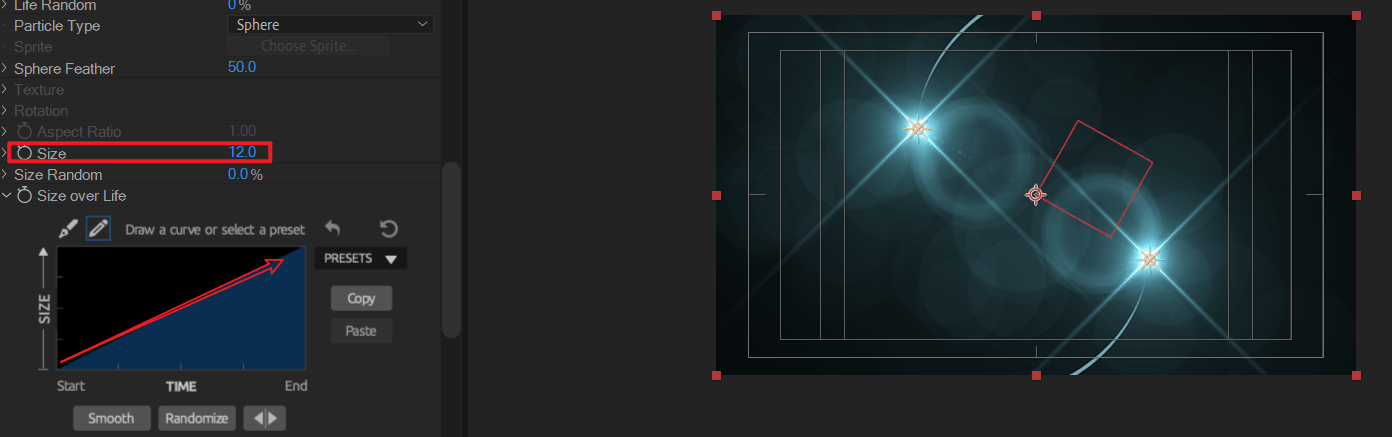 Life Random 0%
Particle Type Sphere
Sprite Choose Sprite...
Sphere Feather 50.0
Texture
Rotation
Aspect Ratio 1.00
Size 12.0
Size Random 0.0%
Size over Life
Draw a curve or select a preset
PRESETS
SIZE
Copy
Paste
Start TIME End
Smooth Randomize